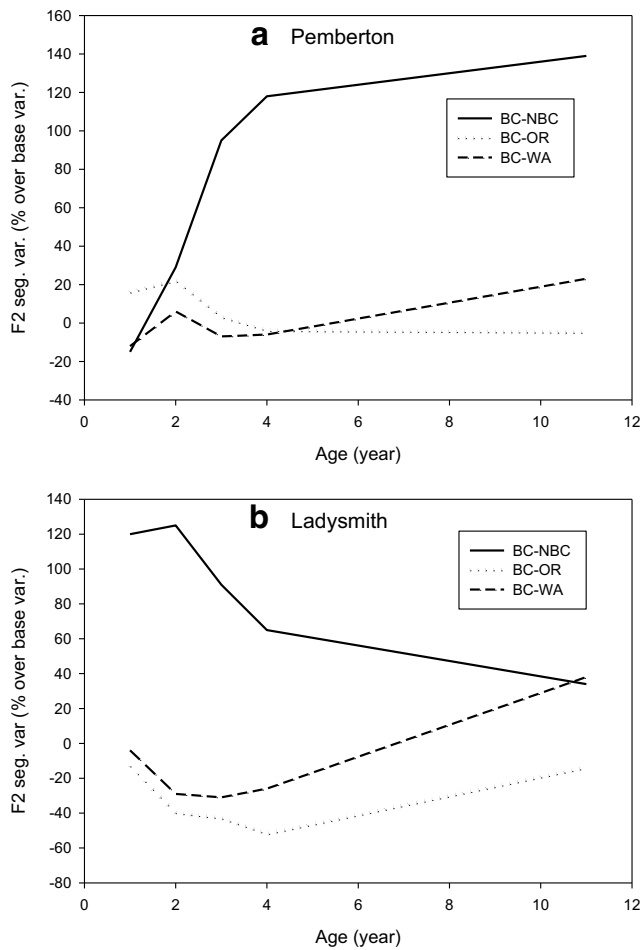 a Pemberton
F2 seg. var. (% over base var.)
160
140
120
100
80
60
40
20
0
-20
-40
BC-NBC
BC-OR
BC-WA
0 2 4 6 8 10 12
Age (year)
b Ladysmith
F2 seg. var (% over base var.)
140
120
100
80
60
40
20
0
-20
-40
-60
-80
BC-NBC
BC-OR
BC-WA
0 2 4 6 8 10 12
Age (year)